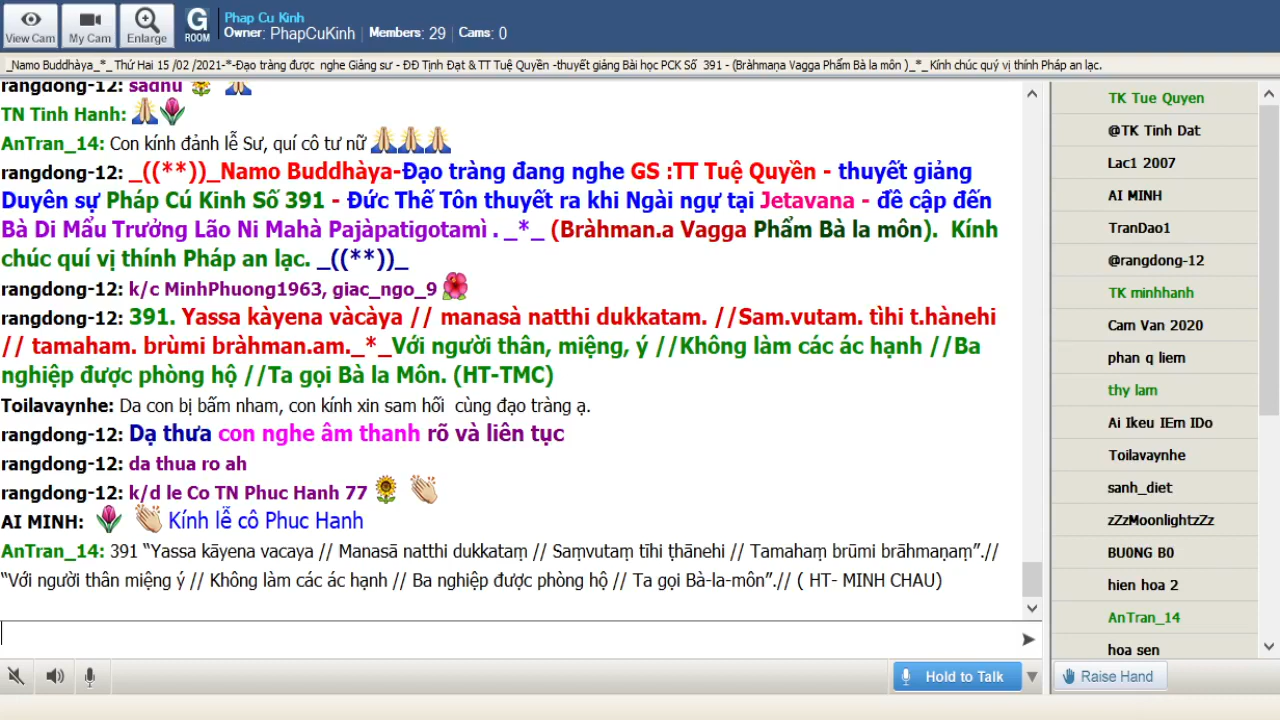 View Cam
My Cam
Enlarge
G
ROOM
Phap Cu Kinh
Owner: PhapCuKinh | Members: 29 | Cams: 0
_Namo Buddhàya_*_ Thứ Hai 15 /02 /2021-*-Đạo tràng được nghe Giảng sư - ĐĐ Tịnh Đạt & TT Tuệ Quyền -thuyết giảng Bài học PCK Số 391 - (Bràhmaṇa Vagga Phẩm Bà la môn )_*_ Kính chúc quý vị thính Pháp an lạc.
rangdong-12: sadhu
TN Tinh Hanh:
AnTran_14: Con kính đảnh lễ Sư, quí cô tư nữ
rangdong-12: _((**))_Namo Buddhàya-Đạo tràng đang nghe GS :TT Tuệ Quyền - thuyết giảng
Duyên sự Pháp Cú Kinh Số 391 - Đức Thế Tôn thuyết ra khi Ngài ngự tại Jetavana - đề cập đến
Bà Di Mẩu Trưởng Lão Ni Mahà Pajàpatigotamì . _*_ (Bràhman.a Vagga Phẩm Bà la môn). Kính
chúc quí vị thính Pháp an lạc. _((**))_
rangdong-12: k/c MinhPhuong1963, giac_ngo_9
rangdong-12: 391. Yassa kàyena vàcàya // manasà natthi dukkatam. //Sam.vutam. tìhi t.hànehi
// tamaham. brùmi bràhman.am._*_Với người thân, miệng, ý //Không làm các ác hạnh //Ba
nghiệp được phòng hộ //Ta gọi Bà la Môn. (HT-TMC)
Toilavaynhe: Da con bị bấm nham, con kính xin sam hối cùng đạo tràng ạ.
rangdong-12: Dạ thưa con nghe âm thanh rõ và liên tục
rangdong-12: da thua ro ah
rangdong-12: k/d le Co TN Phuc Hanh 77
AI MINH: Kính lễ cô Phuc Hanh
AnTran_14: 391 “Yassa kāyena vacaya // Manasā natthi dukkataṃ // Saṃvutaṃ tīhi ṭhānehi // Tamahaṃ brūmi brāhmaṇaṃ”.//
“Với người thân miệng ý // Không làm các ác hạnh // Ba nghiệp được phòng hộ // Ta gọi Bà-la-môn”.// ( HT- MINH CHAU)
Hold to Talk
TK Tue Quyen
@TK Tinh Dat
Lac1 2007
AI MINH
TranDao1
@rangdong-12
TK minhhanh
Cam Van 2020
phan q liem
thy lam
Ai Ikeu IEm IDo
Toilavaynhe
sanh_diet
zZzMoonlightzZz
BU0NG B0
hien hoa 2
AnTran_14
hoa sen
Raise Hand